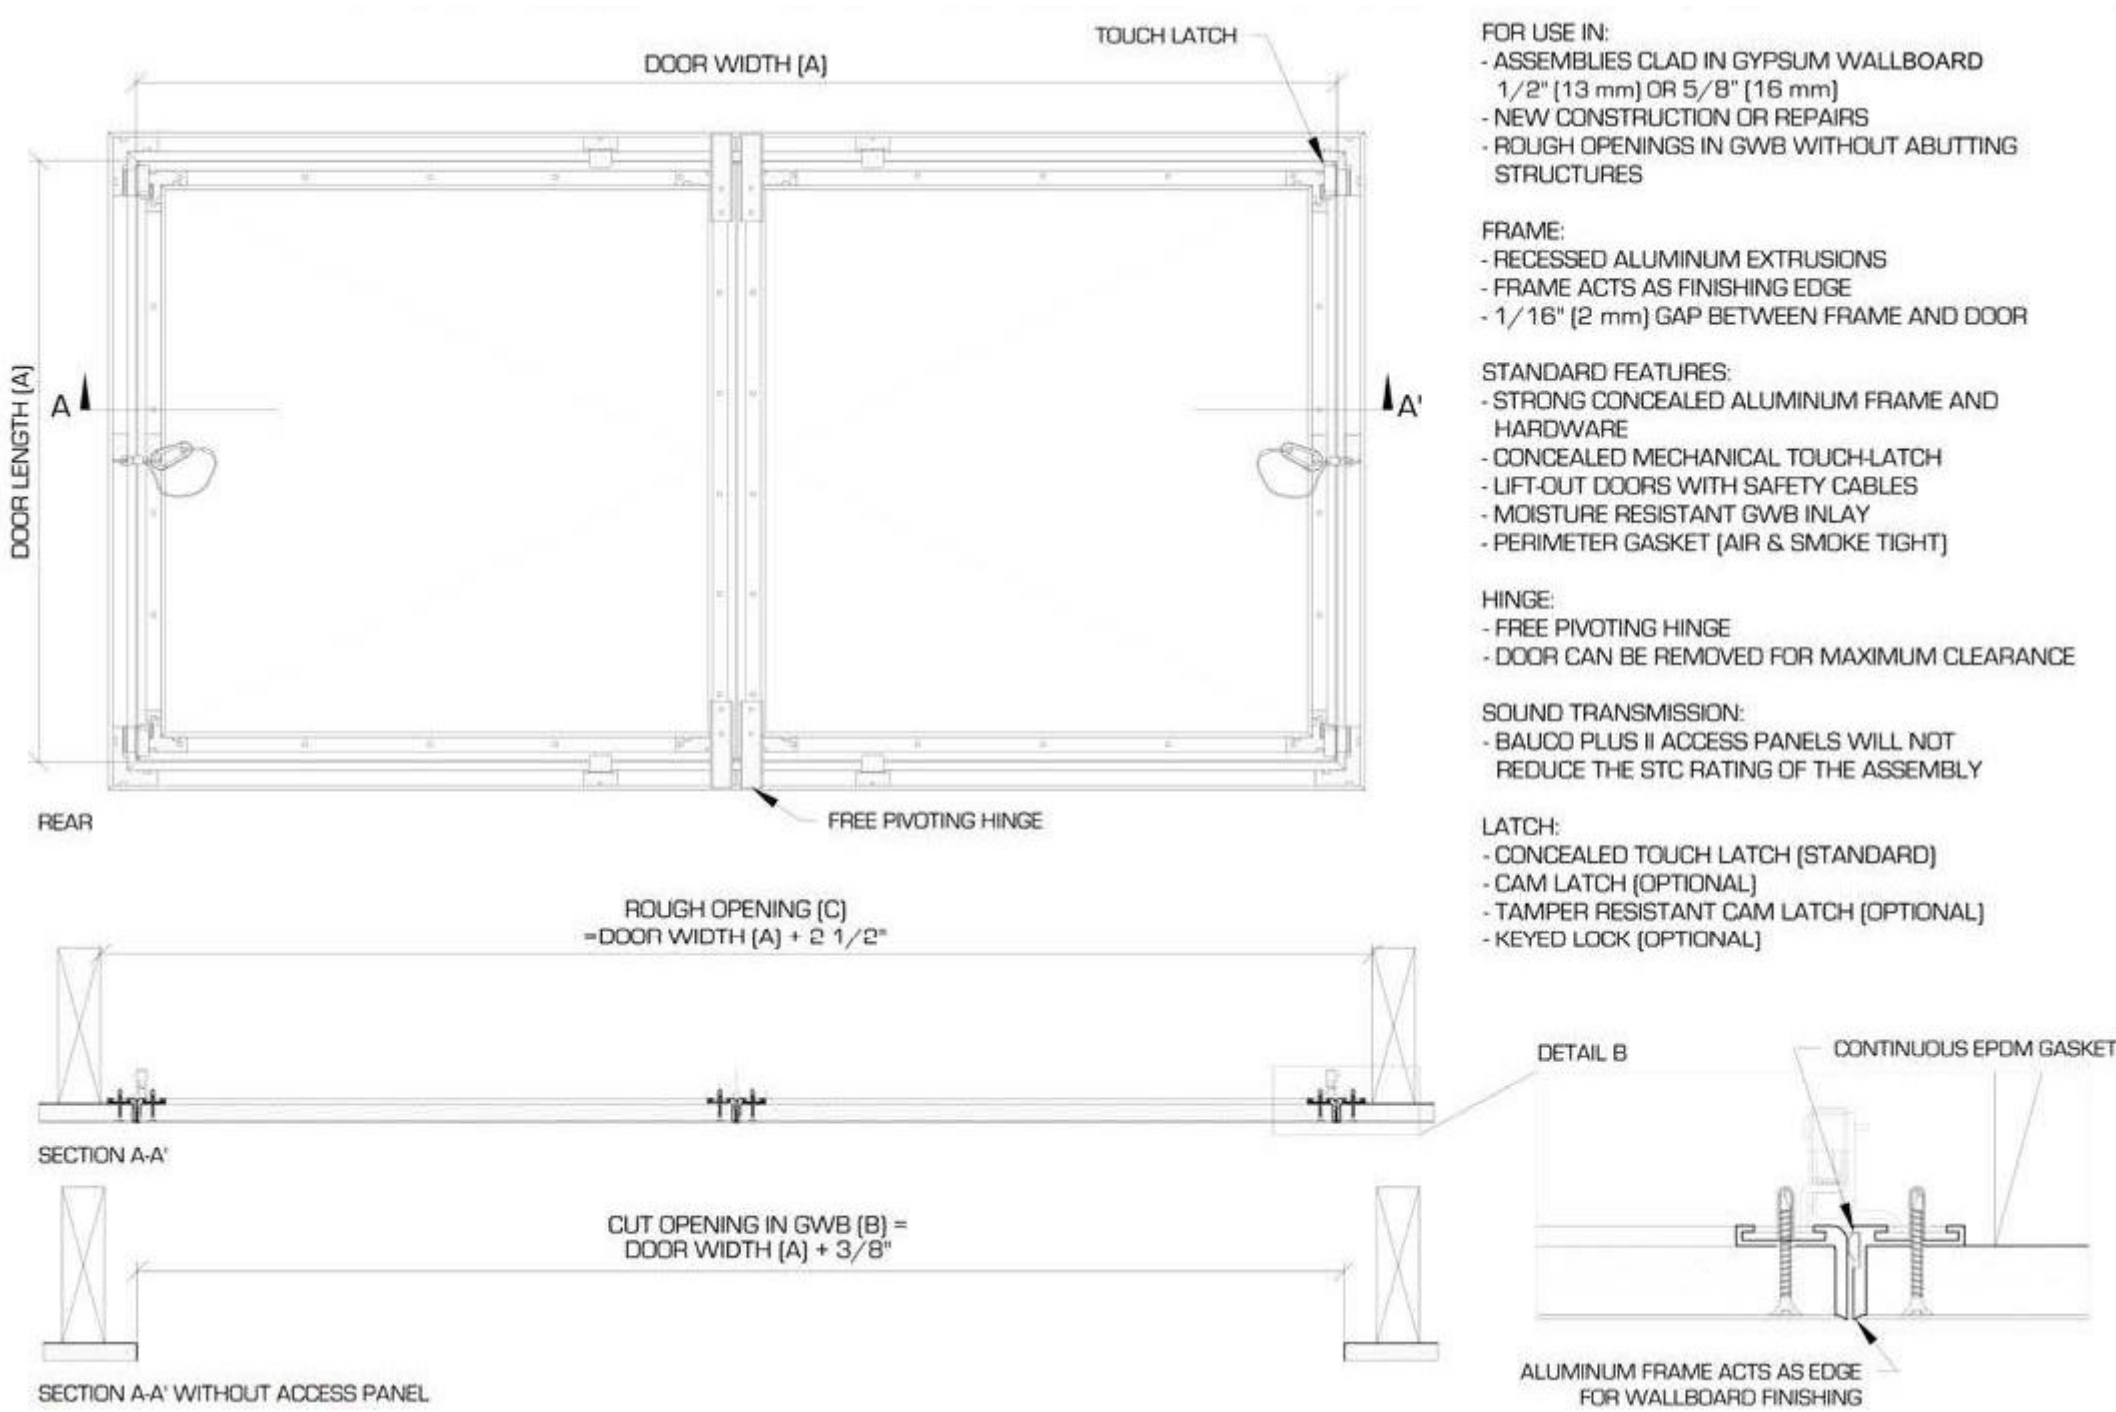 TOUCH LATCH
DOOR WIDTH (A)
DOOR LENGTH (A)
A
A'
REAR
FREE PIVOTING HINGE
ROUGH OPENING (C)
=DOOR WIDTH (A) + 2 1/2"
SECTION A-A'
CUT OPENING IN GWB (B) =
DOOR WIDTH (A) + 3/8"
SECTION A-A' WITHOUT ACCESS PANEL
FOR USE IN:
- ASSEMBLIES CLAD IN GYPSUM WALLBOARD
1/2" (13 mm) OR 5/8" (16 mm)
- NEW CONSTRUCTION OR REPAIRS
- ROUGH OPENINGS IN GWB WITHOUT ABUTTING
STRUCTURES
FRAME:
- RECESSED ALUMINUM EXTRUSIONS
- FRAME ACTS AS FINISHING EDGE
- 1/16" (2 mm) GAP BETWEEN FRAME AND DOOR
STANDARD FEATURES:
- STRONG CONCEALED ALUMINUM FRAME AND
HARDWARE
- CONCEALED MECHANICAL TOUCH-LATCH
- LIFT-OUT DOORS WITH SAFETY CABLES
- MOISTURE RESISTANT GWB INLAY
- PERIMETER GASKET (AIR & SMOKE TIGHT)
HINGE:
- FREE PIVOTING HINGE
- DOOR CAN BE REMOVED FOR MAXIMUM CLEARANCE
SOUND TRANSMISSION:
- BAUCO PLUS II ACCESS PANELS WILL NOT
REDUCE THE STC RATING OF THE ASSEMBLY
LATCH:
- CONCEALED TOUCH LATCH (STANDARD)
- CAM LATCH (OPTIONAL)
- TAMPER RESISTANT CAM LATCH (OPTIONAL)
- KEYED LOCK (OPTIONAL)
DETAIL B
CONTINUOUS EPDM GASKET
ALUMINUM FRAME ACTS AS EDGE
FOR WALLBOARD FINISHING